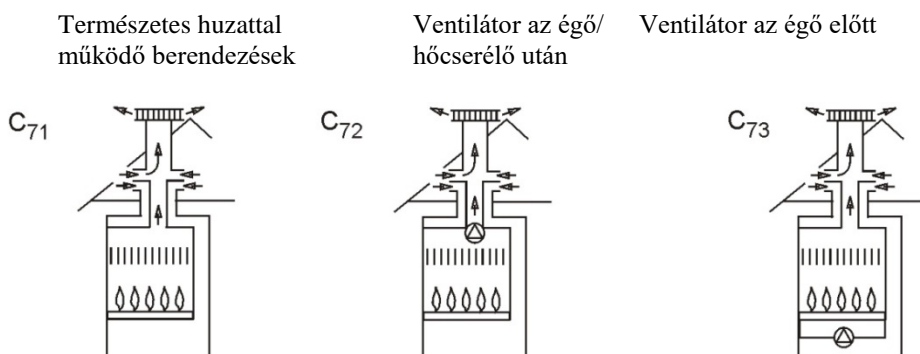 Természetes huzattal
működő berendezések
Ventilátor az égő/
hőcserélő után
Ventilátor az égő előtt
C71
C72
C73